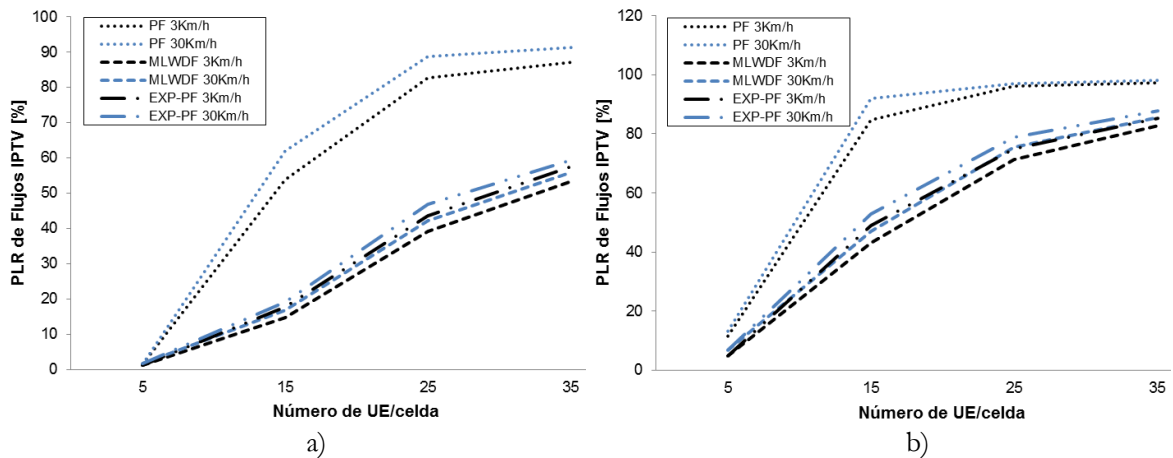 100
90
80
70
60
50
40
30
20
10
0
PLR de Flujos IPTV [%]
PF 3Km/h
PF 30Km/h
MLWDF 3Km/h
MLWDF 30Km/h
EXP-PF 3Km/h
EXP-PF 30Km/h
5 15 25 35
Número de UE/celda
a)
120
100
80
60
40
20
0
PLR de Flujos IPTV [%]
PF 3Km/h
PF 30Km/h
MLWDF 3Km/h
MLWDF 30Km/h
EXP-PF 3Km/h
EXP-PF 30Km/h
5 15 25 35
Número de UE/celda
b)